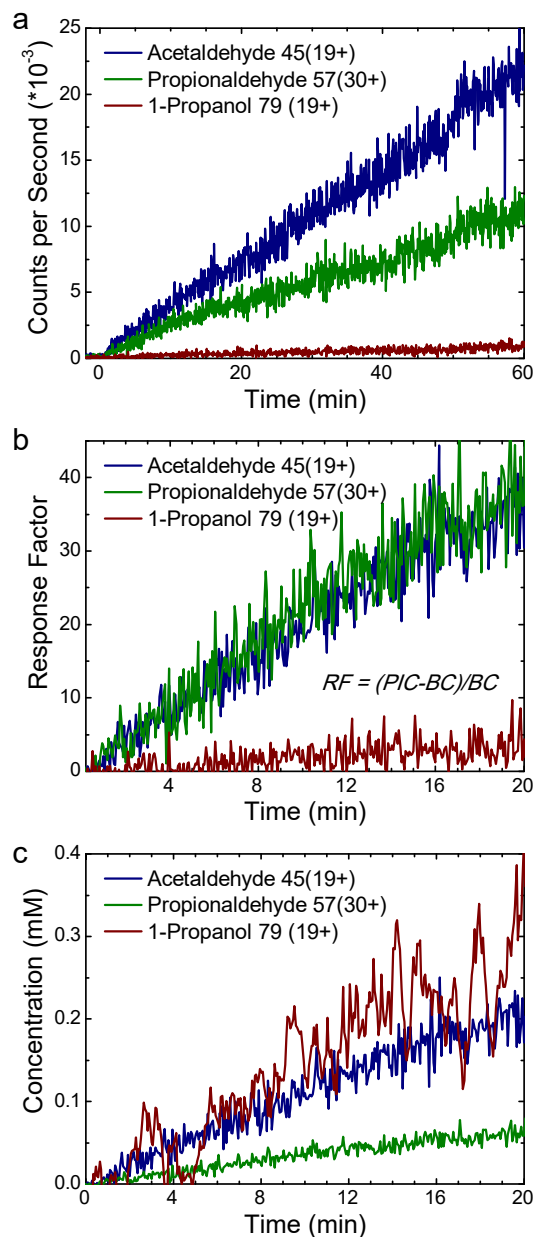 a
25
20
15
10
5
0
Counts per Second (*10^-3)
Acetaldehyde 45(19+)
Propionaldehyde 57(30+)
1-Propanol 79 (19+)
0 20 40 60
Time (min)
b
40
30
20
10
0
Response Factor
Acetaldehyde 45(19+)
Propionaldehyde 57(30+)
1-Propanol 79 (19+)
RF = (PIC-BC)/BC
4 8 12 16 20
Time (min)
c
0.4
0.3
0.2
0.1
0.0
Concentration (mM)
Acetaldehyde 45(19+)
Propionaldehyde 57(30+)
1-Propanol 79 (19+)
0 4 8 12 16 20
Time (min)